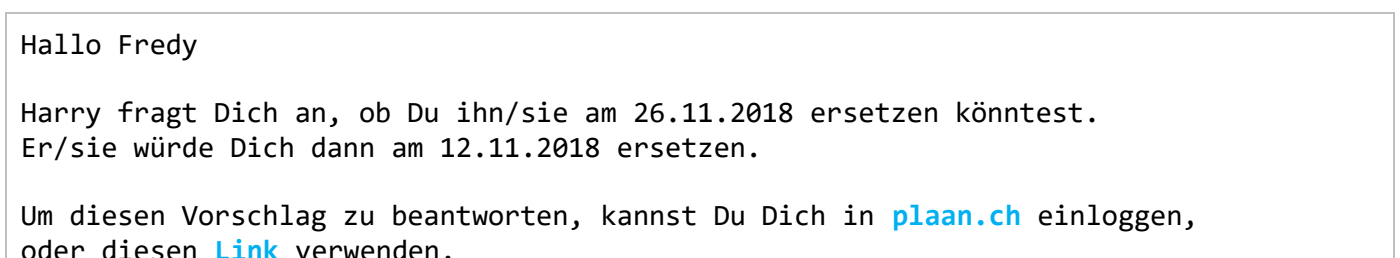 Hallo Fredy
Harry fragt Dich an, ob Du ihn/sie am 26.11.2018 ersetzen könntest.
Er/sie würde Dich dann am 12.11.2018 ersetzen.
Um diesen Vorschlag zu beantworten, kannst Du Dich in plaan.ch einloggen,
oder diesen Link verwenden.